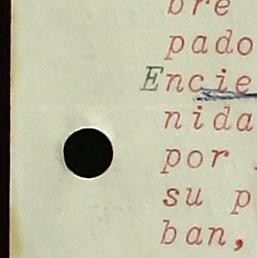 bre
pado
Encie
nida
por
su p
ban,